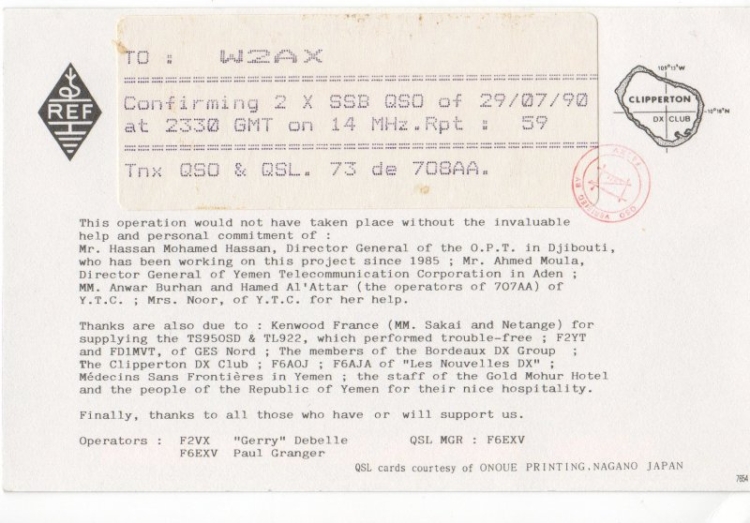 TO : W2AX
Confirming 2 X SSB QSO of 29/07/90
at 2330 GMT on 14 MHz.Rpt : 59
Tnx QSO & QSL. 73 de 708AA.
REF
109°13'W
CLIPPERTON
10°18'N
DX CLUB
This operation would not have taken place without the invaluable
help and personal commitment of :
Mr. Hassan Mohamed Hassan, Director General of the O.P.T. in Djibouti,
who has been working on this project since 1985 ; Mr. Ahmed Moula,
Director General of Yemen Telecommunication Corporation in Aden ;
MM. Anwar Burhan and Hamed Al'Attar (the operators of 707AA) of
Y.T.C. ; Mrs. Noor, of Y.T.C. for her help.
Thanks are also due to : Kenwood France (MM. Sakai and Netange) for
supplying the TS950SD & TL922, which performed trouble-free ; F2YT
and FD1MVT, of GES Nord ; The members of the Bordeaux DX Group ;
The Clipperton DX Club ; F6AOJ ; F6AJA of "Les Nouvelles DX" ;
Médecins Sans Frontières in Yemen ; the staff of the Gold Mohur Hotel
and the people of the Republic of Yemen for their nice hospitality.
Finally, thanks to all those who have or will support us.
Operators : F2VX "Gerry" Debelle QSL MGR : F6EXV
F6EXV Paul Granger
QSL cards courtesy of ONOUE PRINTING.NAGANO JAPAN
7654